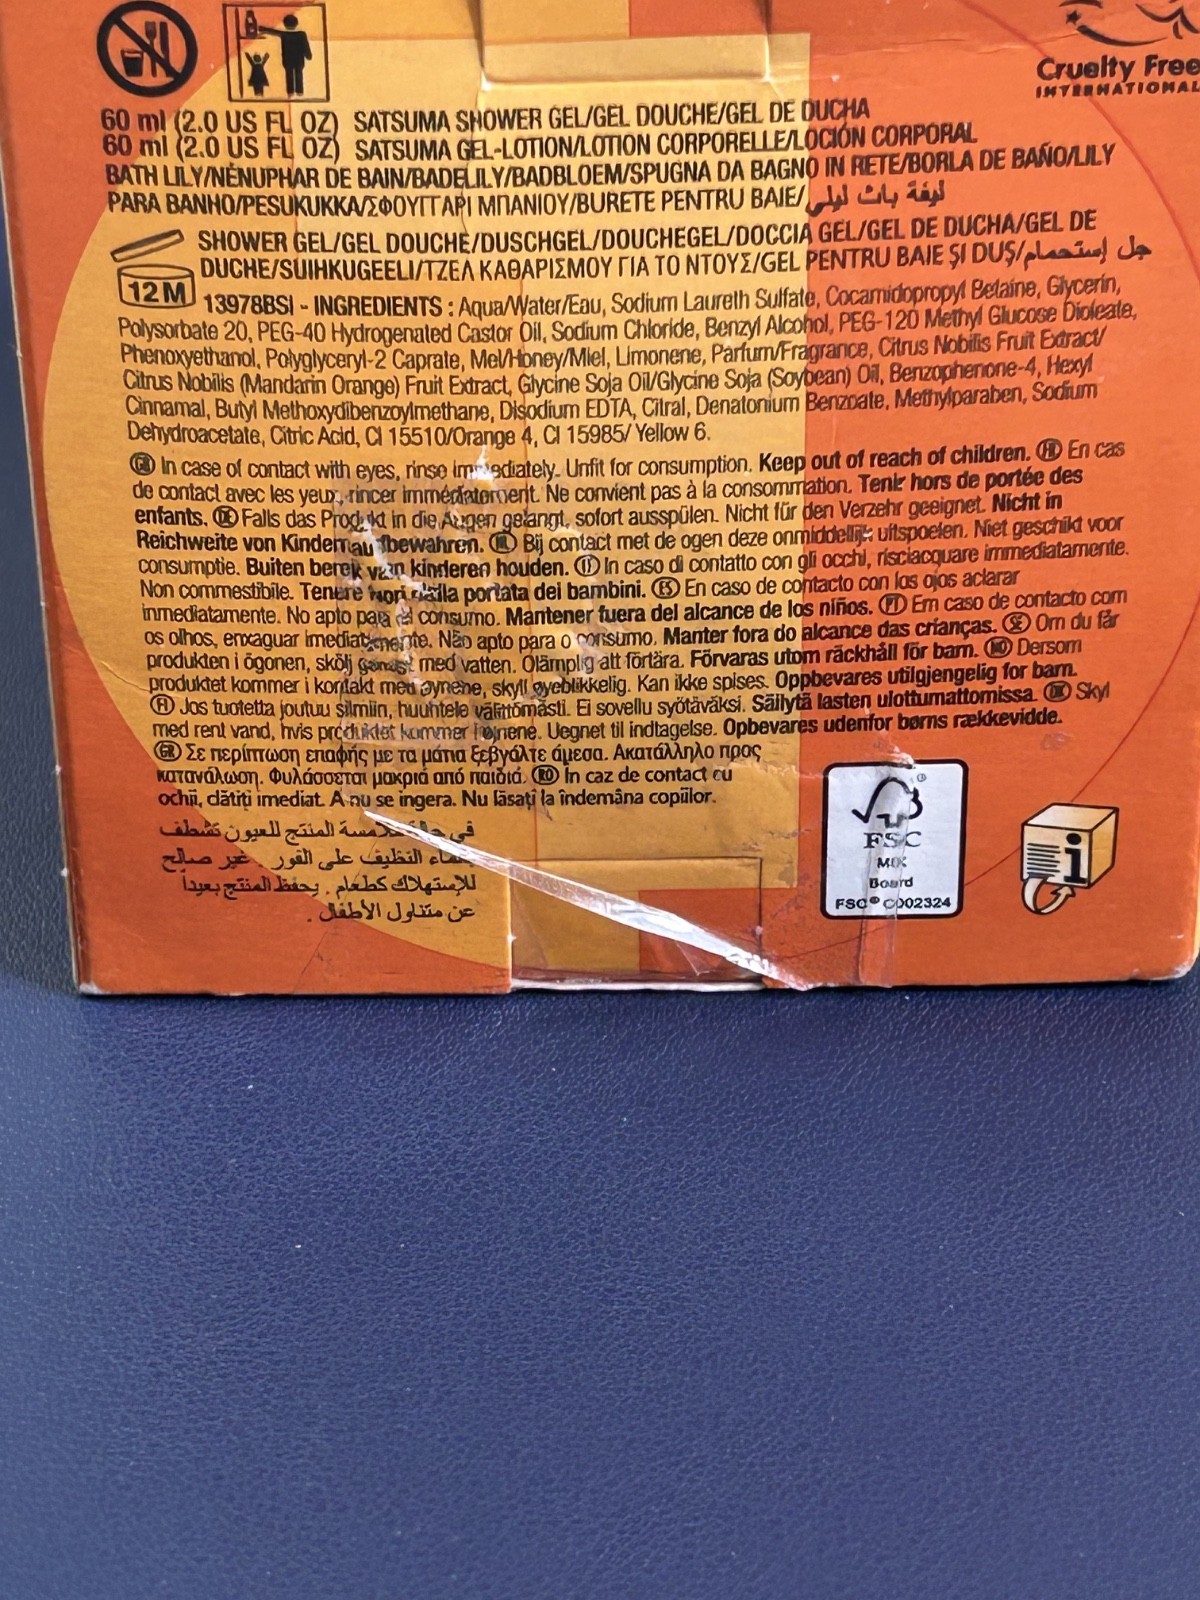 Cruelty Free
INTERNATIONAL
60 ml (2.0 US FL OZ) SATSUMA SHOWER GEL/GEL DOUCHE/GEL DE DUCHA
60 ml (2.0 US FL OZ) SATSUMA GEL-LOTION/LOTION CORPORELLE/LOCIÓN CORPORAL
BATH LILY/NÉNUPHAR DE BAIN/BADELILY/BADBLOEM/SPUGNA DA BAGNO IN RETE/BORLA DE BAÑO/LILY
PARA BANHO/PESUKUKKA/ΣΦΟΥΓΓΑΡΙ ΜΠΑΝΙΟΥ/BURETE PENTRU BAIE/ ليفة باث ليلي
SHOWER GEL/GEL DOUCHE/DUSCHGEL/DOUCHEGEL/DOCCIA GEL/GEL DE DUCHA/GEL DE
DUCHE/SUIHKUGEELI/ΤΖΕΛ ΚΑΘΑΡΙΣΜΟΥ ΓΙΑ ΤΟ ΝΤΟΥΣ/GEL PENTRU BAIE ŞI DUŞ/ جل إستحمام
12M
13978BSI - INGREDIENTS : Aqua/Water/Eau, Sodium Laureth Sulfate, Cocamidopropyl Betaine, Glycerin,
Polysorbate 20, PEG-40 Hydrogenated Castor Oil, Sodium Chloride, Benzyl Alcohol, PEG-120 Methyl Glucose Dioleate,
Phenoxyethanol, Polyglyceryl-2 Caprate, Mel/Honey/Miel, Limonene, Parfum/Fragrance, Citrus Nobilis Fruit Extract/
Citrus Nobilis (Mandarin Orange) Fruit Extract, Glycine Soja Oil/Glycine Soja (Soybean) Oil, Benzophenone-4, Hexyl
Cinnamal, Butyl Methoxydibenzoylmethane, Disodium EDTA, Citral, Denatonium Benzoate, Methylparaben, Sodium
Dehydroacetate, Citric Acid, CI 15510/Orange 4, CI 15985/ Yellow 6.
GB In case of contact with eyes, rinse immediately. Unfit for consumption. Keep out of reach of children. FR En cas
de contact avec les yeux, rincer immédiatement. Ne convient pas à la consommation. Tenir hors de portée des
enfants. DE Falls das Produkt in die Augen gelangt, sofort ausspülen. Nicht für den Verzehr geeignet. Nicht in
Reichweite von Kindern aufbewahren. NL Bij contact met de ogen deze onmiddellijk uitspoelen. Niet geschikt voor
consumptie. Buiten bereik van kinderen houden. IT In caso di contatto con gli occhi, risciacquare immediatamente.
Non commestibile. Tenere fuori dalla portata dei bambini. ES En caso de contacto con los ojos aclarar
inmediatamente. No apto para el consumo. Mantener fuera del alcance de los niños. PT Em caso de contacto com
os olhos, enxaguar imediatamente. Não apto para o consumo. Manter fora do alcance das crianças. SE Om du får
produkten i ögonen, skölj genast med vatten. Olämplig att förtära. Förvaras utom räckhåll för barn. NO Dersom
produktet kommer i kontakt med øynene, skyll øyeblikkelig. Kan ikke spises. Oppbevares utilgjengelig for barn.
FI Jos tuotetta joutuu silmiin, huuhtele välittömästi. Ei sovellu syötäväksi. Säilytä lasten ulottumattomissa. DK Skyl
med rent vand, hvis produktet kommer i øjnene. Uegnet til indtagelse. Opbevares udenfor børns rækkevidde.
GR Σε περίπτωση επαφής με τα μάτια ξεβγάλτε άμεσα. Ακατάλληλο προς
κατανάλωση. Φυλάσσεται μακριά από παιδιά. RO În caz de contact cu
ochii, clătiți imediat. A nu se ingera. Nu lăsați la îndemâna copiilor.
في حالة ملامسة المنتج للعيون تشطف
بالماء النظيف على الفور . غير صالح
للإستهلاك كطعام . يحفظ المنتج بعيداً
عن متناول الأطفال .
FSC
MIX
Board
FSC® C002324